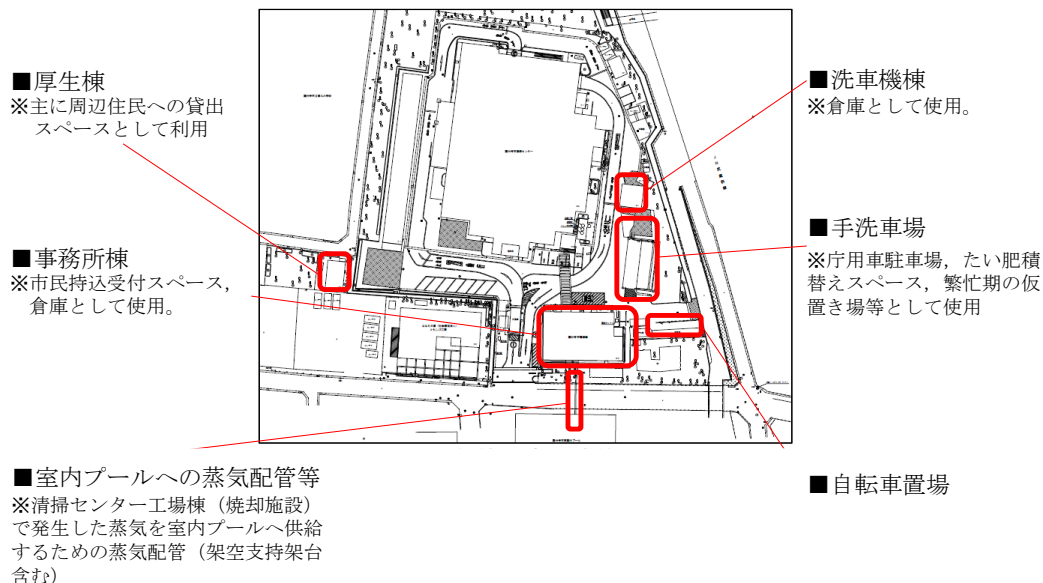 ■厚生棟
※主に周辺住民への貸出
スペースとして利用
■事務所棟
※市民持込受付スペース，
倉庫として使用。
■室内プールへの蒸気配管等
※清掃センター工場棟（焼却施設）
で発生した蒸気を室内プールへ供給
するための蒸気配管（架空支持架台
含む）
■洗車機棟
※倉庫として使用。
■手洗車場
※庁用車駐車場，たい肥積
替えスペース，繁忙期の仮
置き場等として使用
■自転車置場